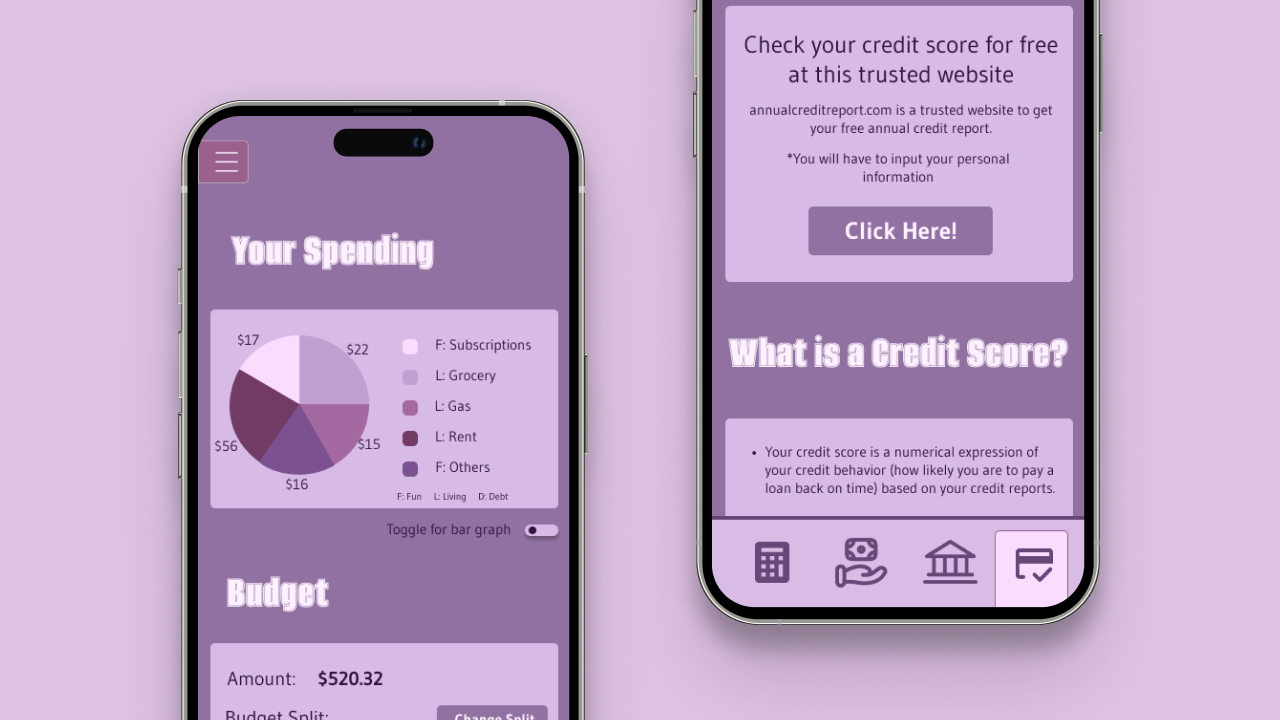 Your Spending
$17
$22
$56
$15
$16
F: Subscriptions
L: Grocery
L: Gas
L: Rent
F: Others
F: Fun L: Living D: Debt
Toggle for bar graph
Budget
Amount: $520.32
Budget Split:
Change Split
Check your credit score for free
at this trusted website
annualcreditreport.com is a trusted website to get
your free annual credit report.
*You will have to input your personal
information
Click Here!
What is a Credit Score?
• Your credit score is a numerical expression of
your credit behavior (how likely you are to pay a
loan back on time) based on your credit reports.